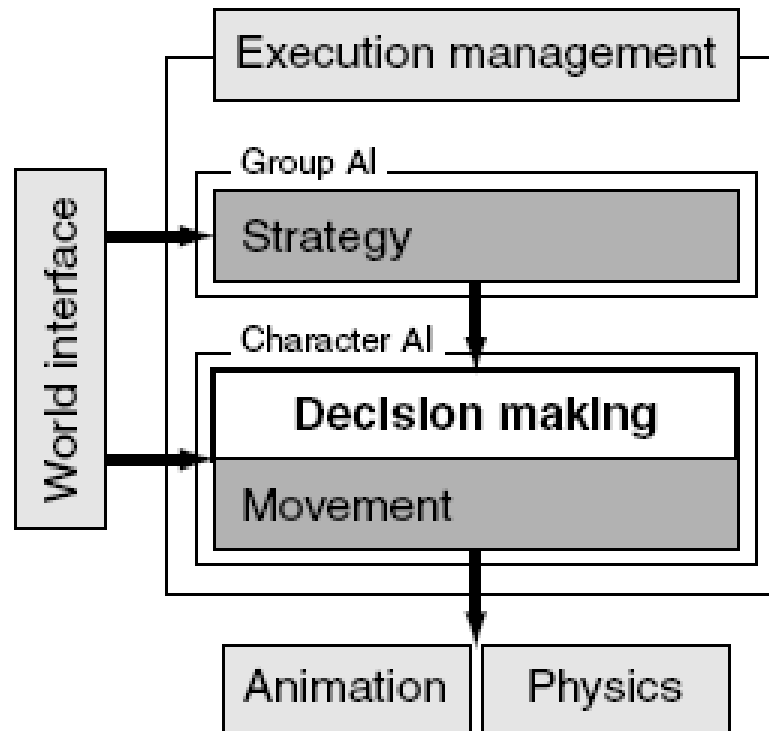 Execution management
Group AI
Strategy
World interface
Character AI
Decision making
Movement
Animation
Physics